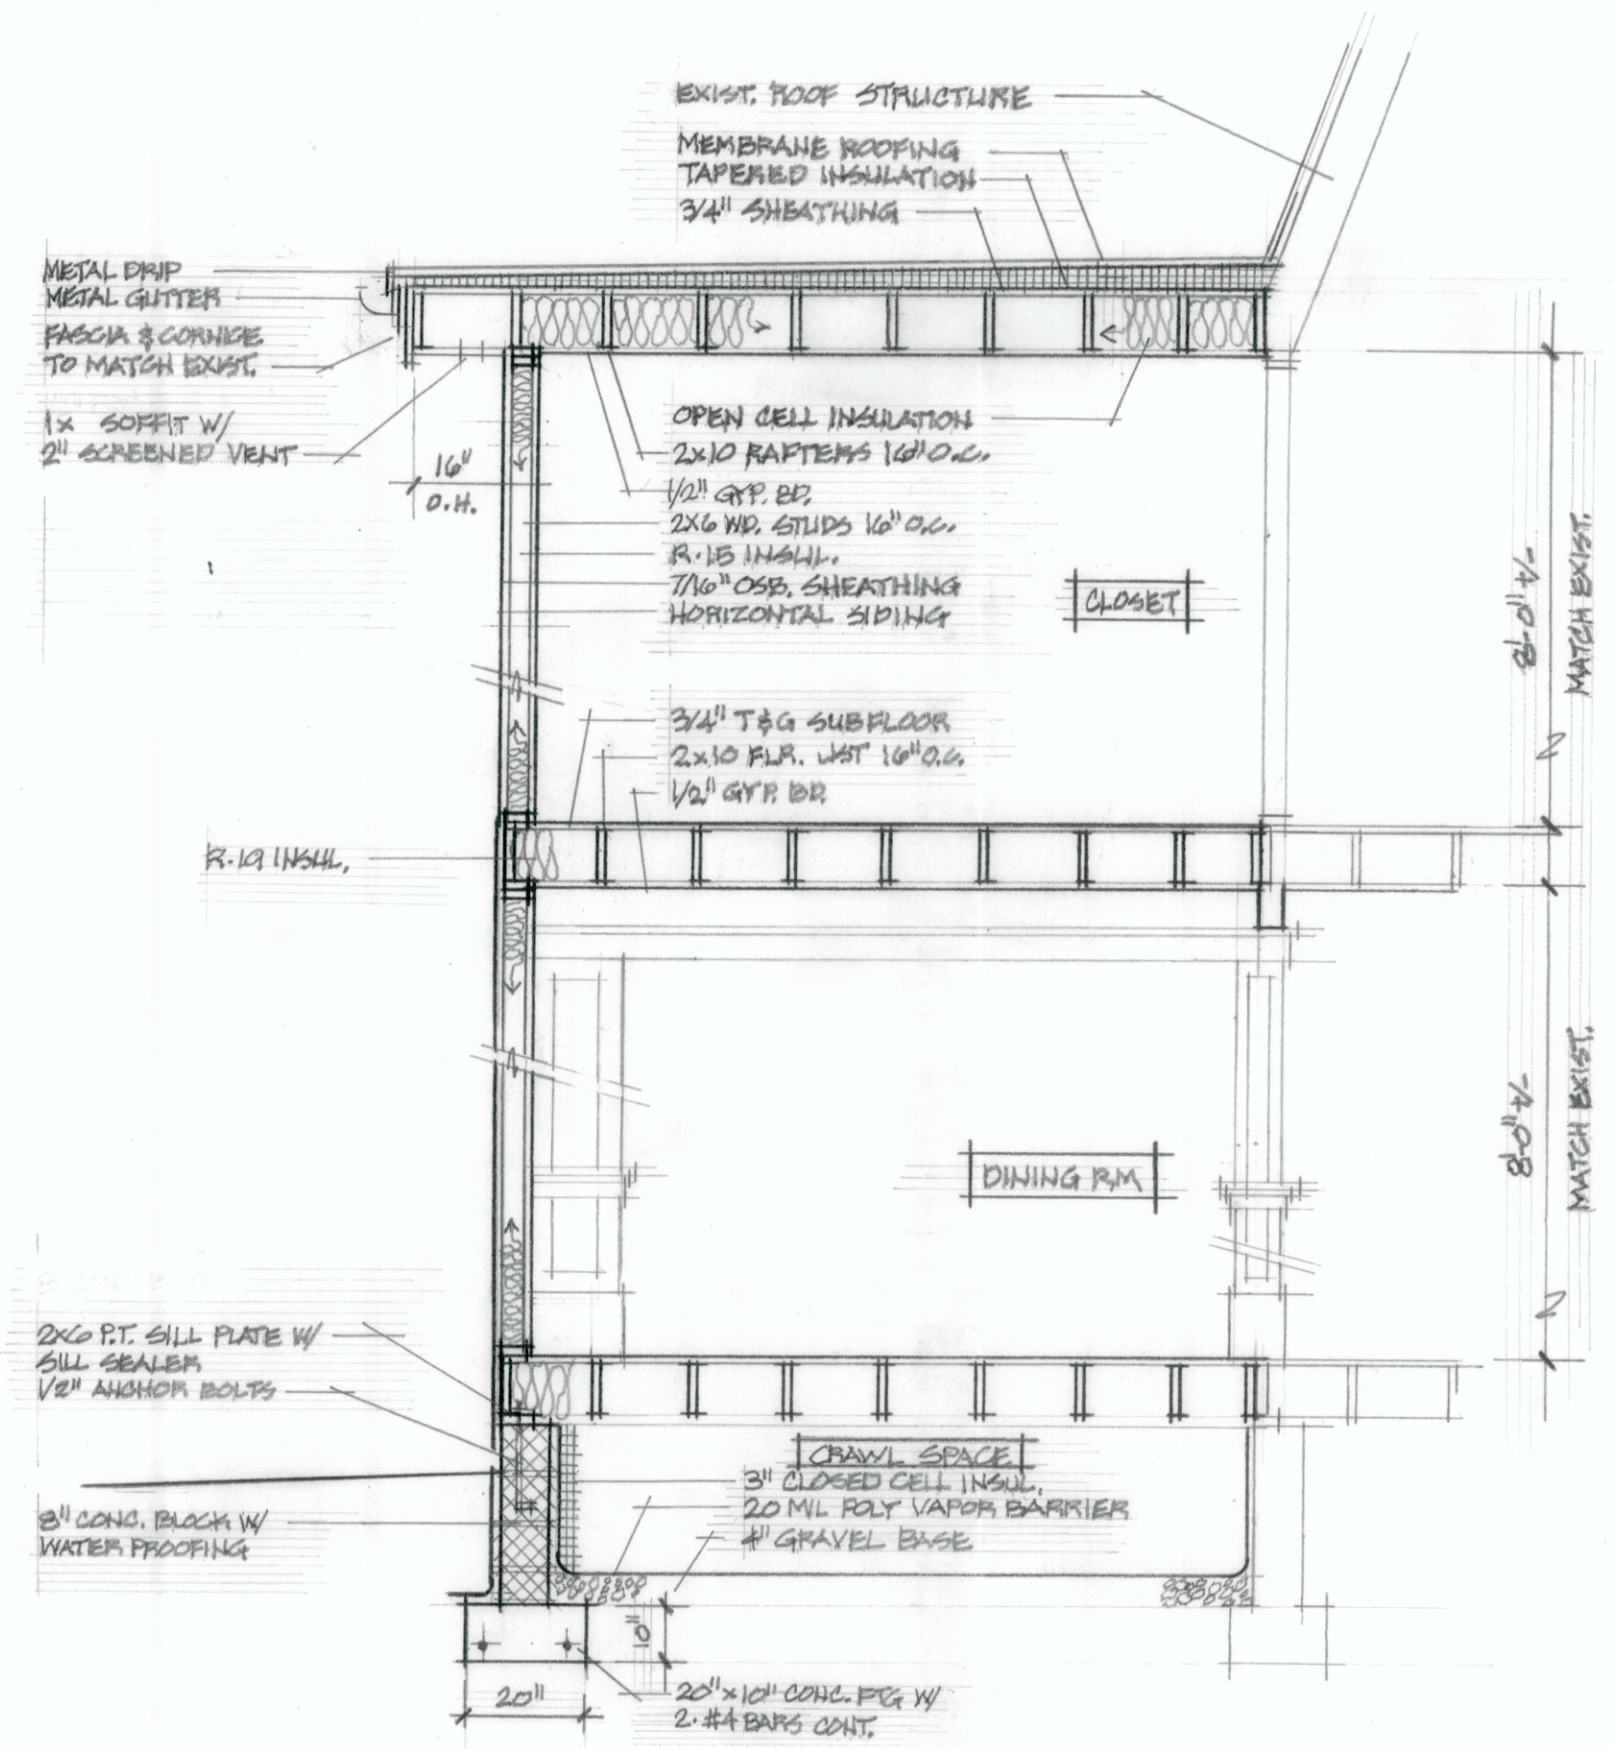 EXIST. ROOF STRUCTURE
MEMBRANE ROOFING
TAPERED INSULATION
3/4" SHEATHING
METAL DRIP
METAL GUTTER
FASCIA & CORNICE
TO MATCH EXIST.
1x SOFFIT W/
2" SCREENED VENT
16"
O.H.
OPEN CELL INSULATION
2x10 RAFTERS 16" O.C.
1/2" GYP. BD.
2x6 WD. STUDS 16" O.C.
R-15 INSUL.
7/16" OSB. SHEATHING
HORIZONTAL SIDING
CLOSET
8'-0" +/-
MATCH EXIST.
3/4" T&G SUBFLOOR
2x10 FLR. JST 16" O.C.
1/2" GYP. BD.
R-19 INSUL.
DINING RM
8'-0" +/-
MATCH EXIST.
2x6 P.T. SILL PLATE W/
SILL SEALER
1/2" ANCHOR BOLTS
CRAWL SPACE
3" CLOSED CELL INSUL.
20 MIL POLY VAPOR BARRIER
4" GRAVEL BASE
8" CONC. BLOCK W/
WATER PROOFING
10"
20"
20" x 10" CONC. FTG W/
2-#4 BARS CONT.